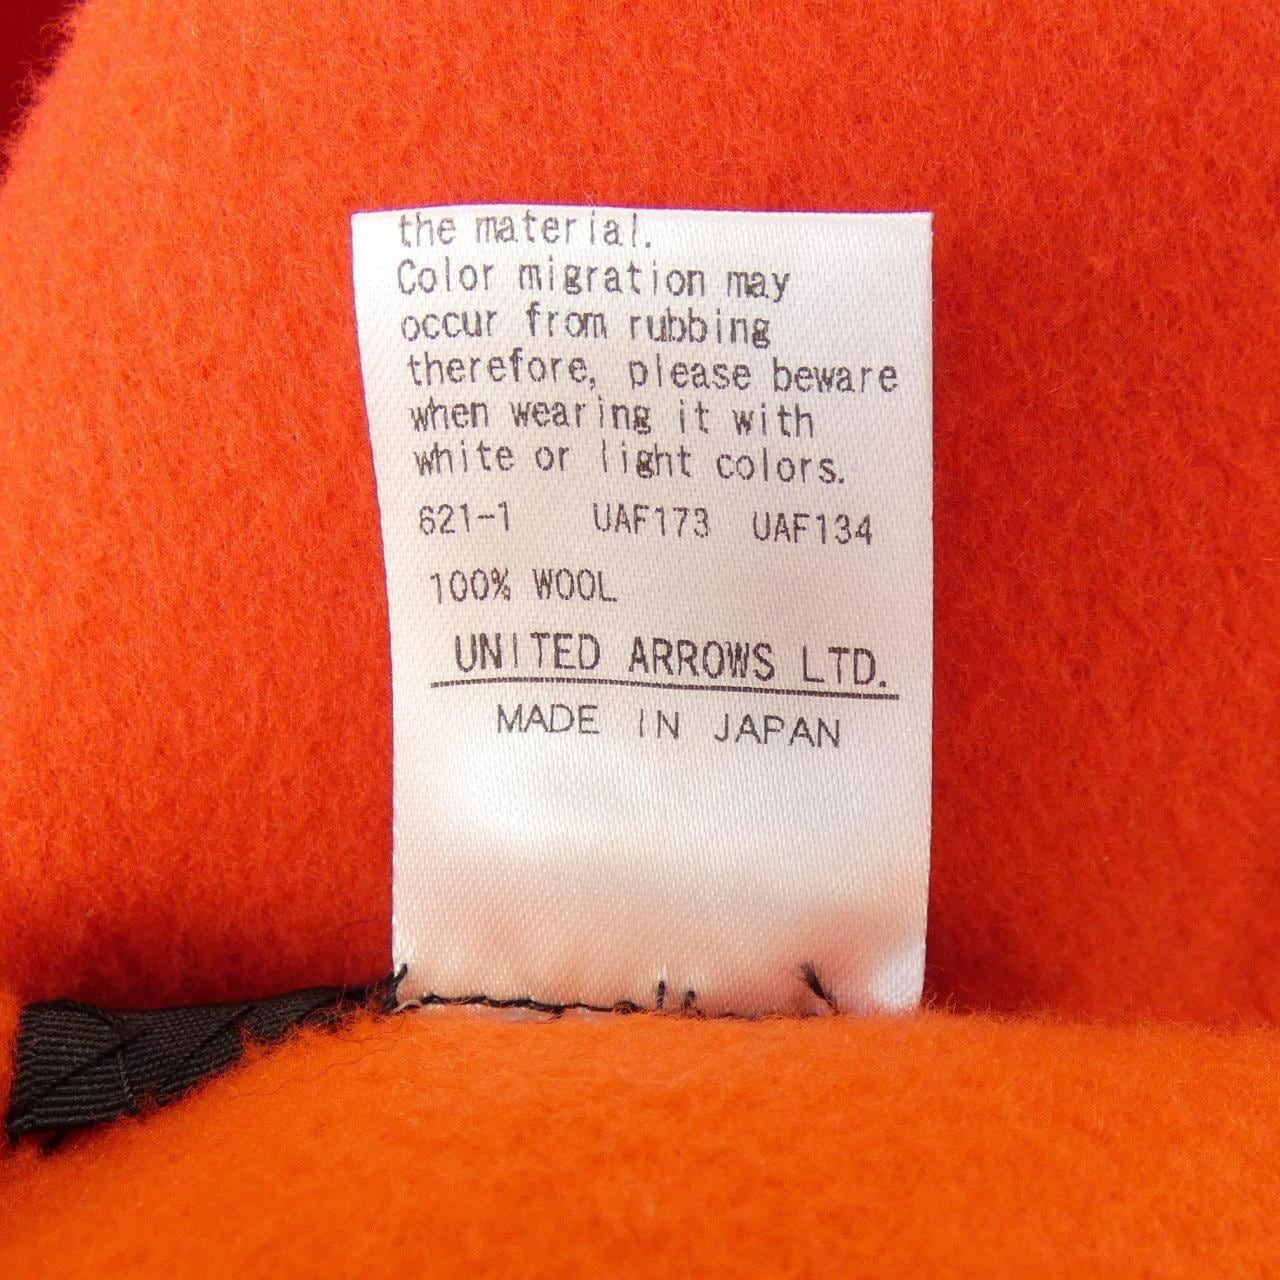 the material.
Color migration may
occur from rubbing
therefore, please beware
when wearing it with
white or light colors.
621-1 UAF173 UAF134
100% WOOL
UNITED ARROWS LTD.
MADE IN JAPAN